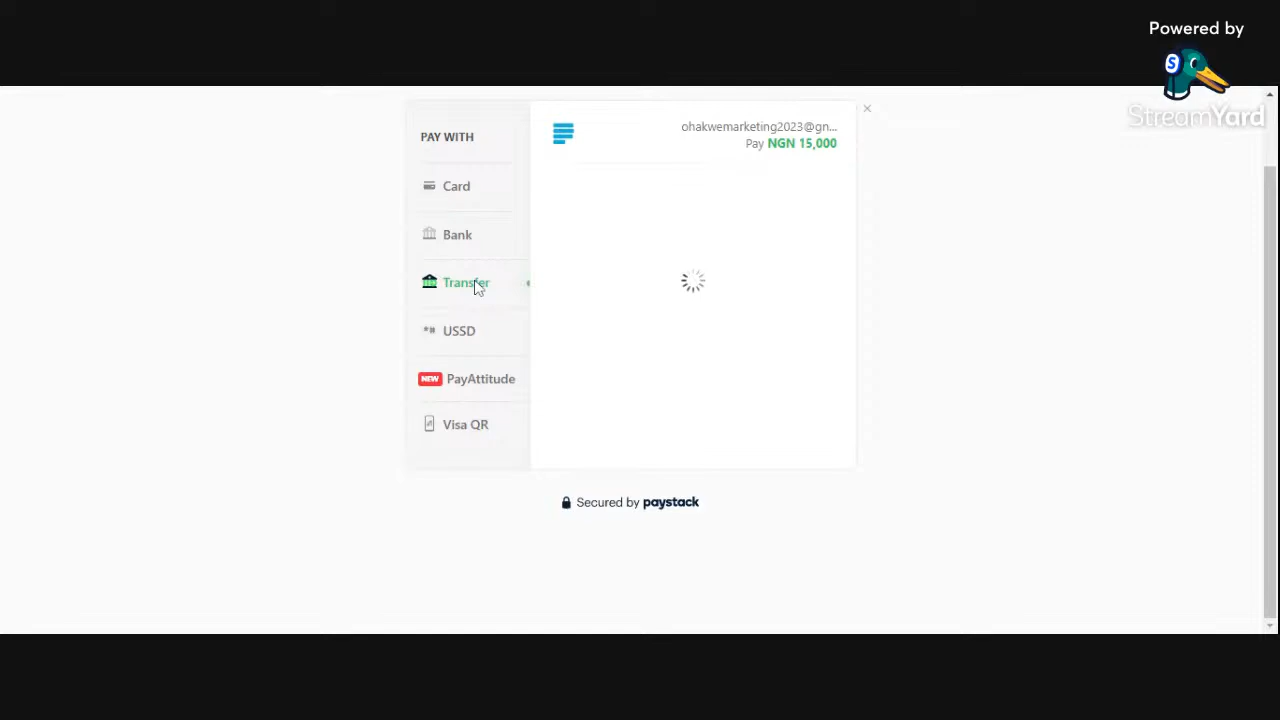 Powered by
StreamYard
PAY WITH
Card
Bank
Transfer
USSD
NEW PayAttitude
Visa QR
ohakwemarketing2023@gn...
Pay NGN 15,000
Secured by paystack